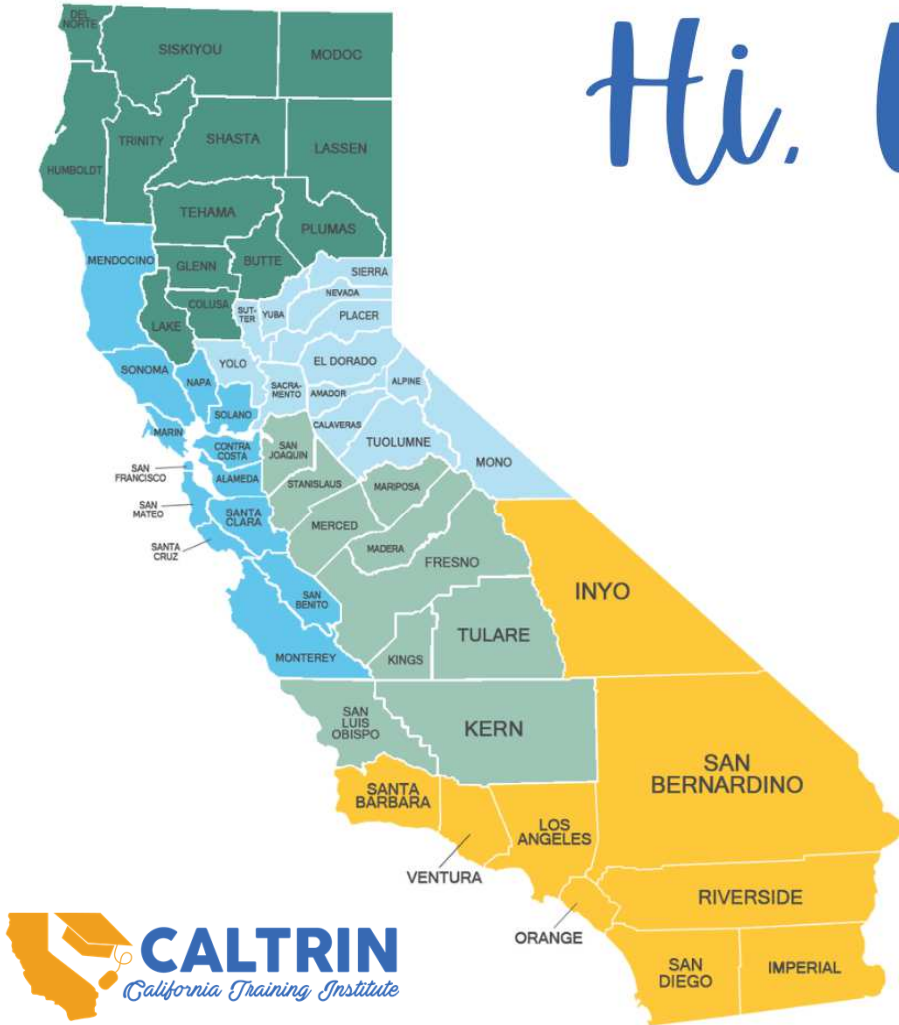 DEL
NORTE
SISKIYOU
MODOC
Hi,
HUMBOLDT
TRINITY
SHASTA
LASSEN
TEHAMA
PLUMAS
MENDOCINO
GLENN
BUTTE
SIERRA
NEVADA
COLUSA
SUT-
TER
YUBA
PLACER
LAKE
YOLO
EL DORADO
SONOMA
NAPA
SACRA-
MENTO
AMADOR
ALPINE
SOLANO
CALAVERAS
MARIN
TUOLUMNE
CONTRA
COSTA
SAN
JOAQUIN
MONO
SAN
FRANCISCO
ALAMEDA
STANISLAUS
MARIPOSA
SAN
MATEO
SANTA
CLARA
MERCED
SANTA
CRUZ
MADERA
FRESNO
INYO
SAN
BENITO
TULARE
MONTEREY
KINGS
SAN
LUIS
OBISPO
KERN
SAN
BERNARDINO
SANTA
BARBARA
LOS
ANGELES
VENTURA
RIVERSIDE
ORANGE
SAN
DIEGO
IMPERIAL
CALTRIN
California Training Institute